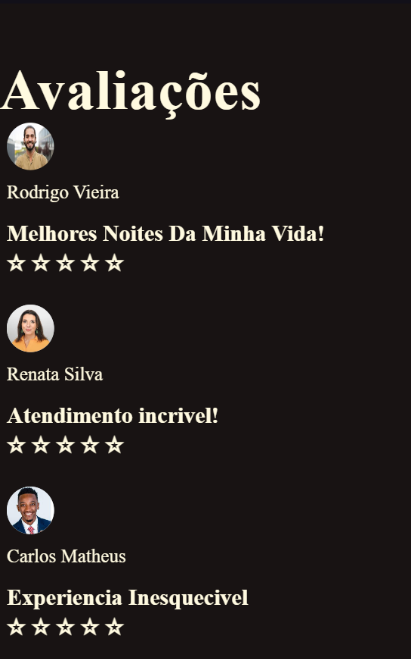 Avaliações
Rodrigo Vieira
Melhores Noites Da Minha Vida!
☆ ☆ ☆ ☆ ☆
Renata Silva
Atendimento incrivel!
☆ ☆ ☆ ☆ ☆
Carlos Matheus
Experiencia Inesquecivel
☆ ☆ ☆ ☆ ☆